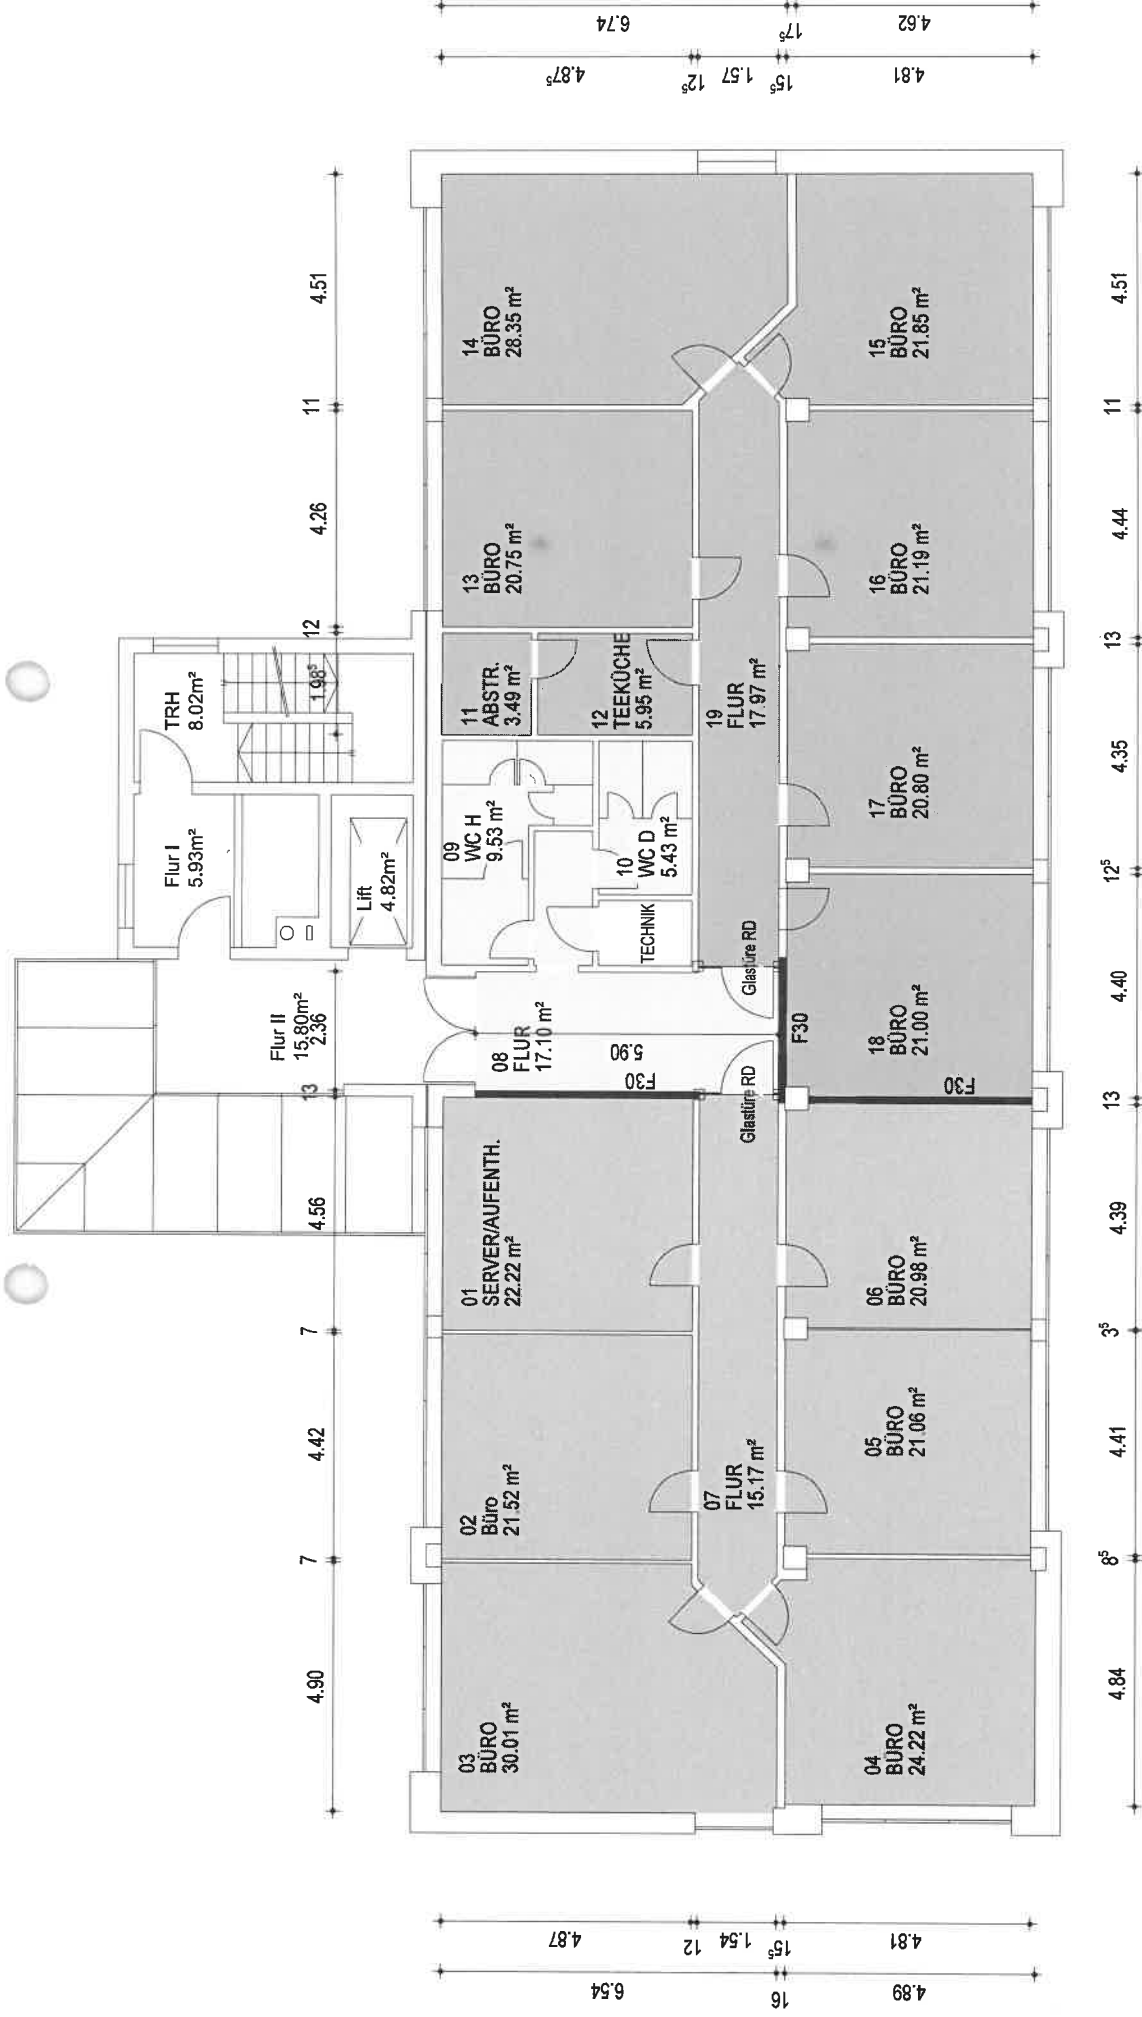 6.74
17⁵
4.62
4.87⁵
12⁵
1.57
15⁵
4.81
4.51
11
4.26
12
1.98⁵
13
4.56
7
4.42
7
4.90
TRH
8.02m²
Flur I
5.93m²
Lift
4.82m²
Flur II
15.80m²
2.36
14
BÜRO
28.35 m²
13
BÜRO
20.75 m²
11
ABSTR.
3.49 m²
12
TEEKÜCHE
5.95 m²
09
WC H
9.53 m²
10
WC D
5.43 m²
TECHNIK
08
FLUR
17.10 m²
5.90
F30
01
SERVER/AUFENTH.
22.22 m²
02
Büro
21.52 m²
03
BÜRO
30.01 m²
19
FLUR
17.97 m²
Glastüre RD
Glastüre RD
F30
07
FLUR
15.17 m²
15
BÜRO
21.85 m²
16
BÜRO
21.19 m²
17
BÜRO
20.80 m²
18
BÜRO
21.00 m²
F30
06
BÜRO
20.98 m²
05
BÜRO
21.06 m²
04
BÜRO
24.22 m²
4.51
11
4.44
13
4.35
12⁵
4.40
13
4.39
3⁵
4.41
8⁵
4.84
4.87
12
1.54
15⁵
4.81
6.54
16
4.89